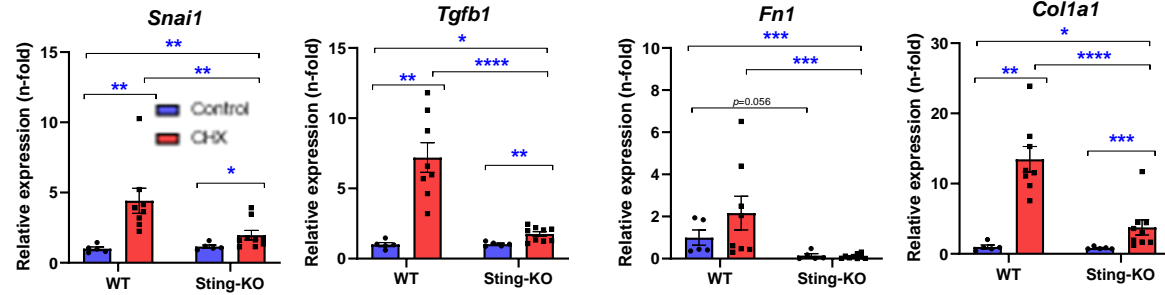 Snai1
Relative expression (n-fold)
15
10
5
0
**
**
**
*
Control
CHX
WT
Sting-KO
Tgfb1
Relative expression (n-fold)
15
10
5
0
*
****
**
**
WT
Sting-KO
Fn1
Relative expression (n-fold)
10
8
6
4
2
0
***
***
p=0.056
WT
Sting-KO
Col1a1
Relative expression (n-fold)
30
20
10
0
*
****
**
***
WT
Sting-KO